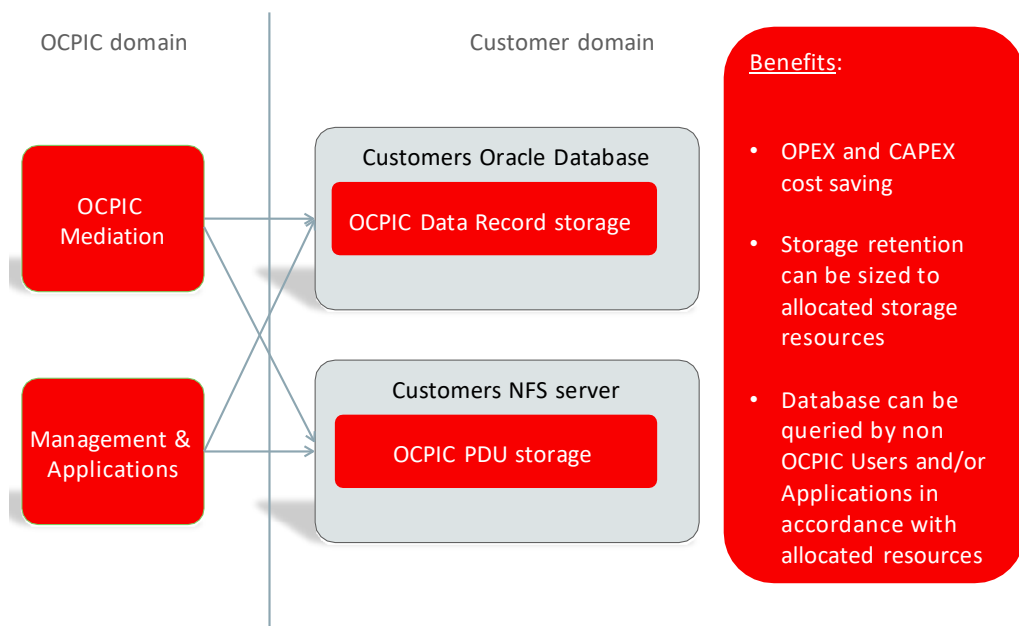 OCPIC domain
Customer domain
OCPIC
Mediation
Management &
Applications
Customers Oracle Database
OCPIC Data Record storage
Customers NFS server
OCPIC PDU storage
Benefits:
• OPEX and CAPEX
cost saving
• Storage retention
can be sized to
allocated storage
resources
• Database can be
queried by non
OCPIC Users and/or
Applications in
accordance with
allocated resources